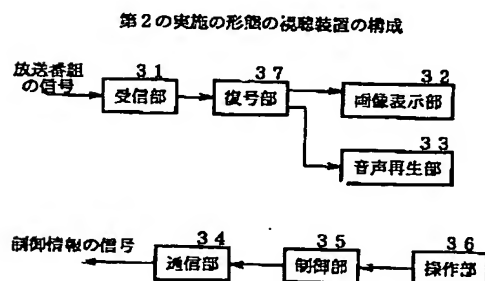 第2の実施の形態の視聴装置の構成
放送番組
の信号
31
受信部
37
復号部
32
画像表示部
33
音声再生部
制御情報の信号
34
通信部
35
制御部
36
操作部